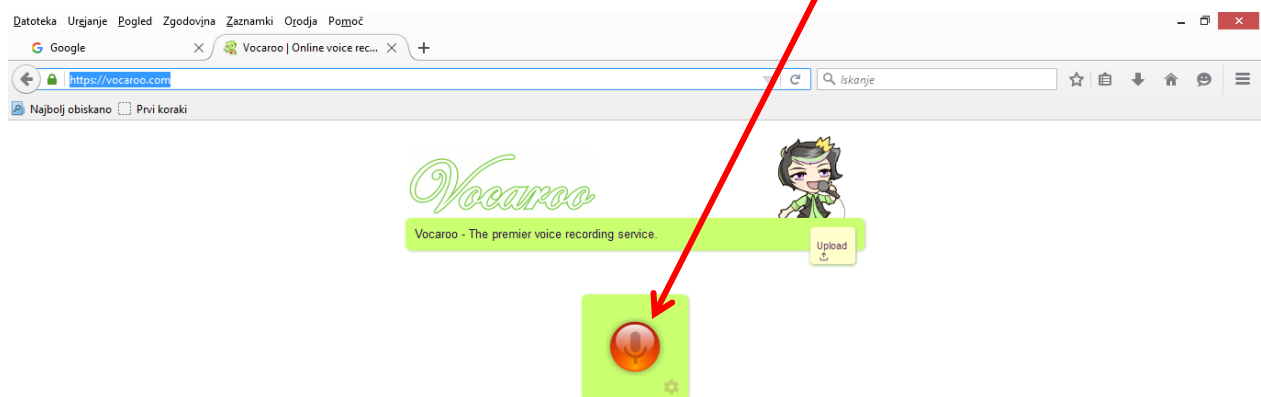 Datoteka Urejanje Pogled Zgodovina Zaznamki Orodja Pomoč
Google Vocaroo | Online voice rec...
https://vocaroo.com Iskanje
Najbolj obiskano Prvi koraki
Vocaroo
Vocaroo - The premier voice recording service.
Upload